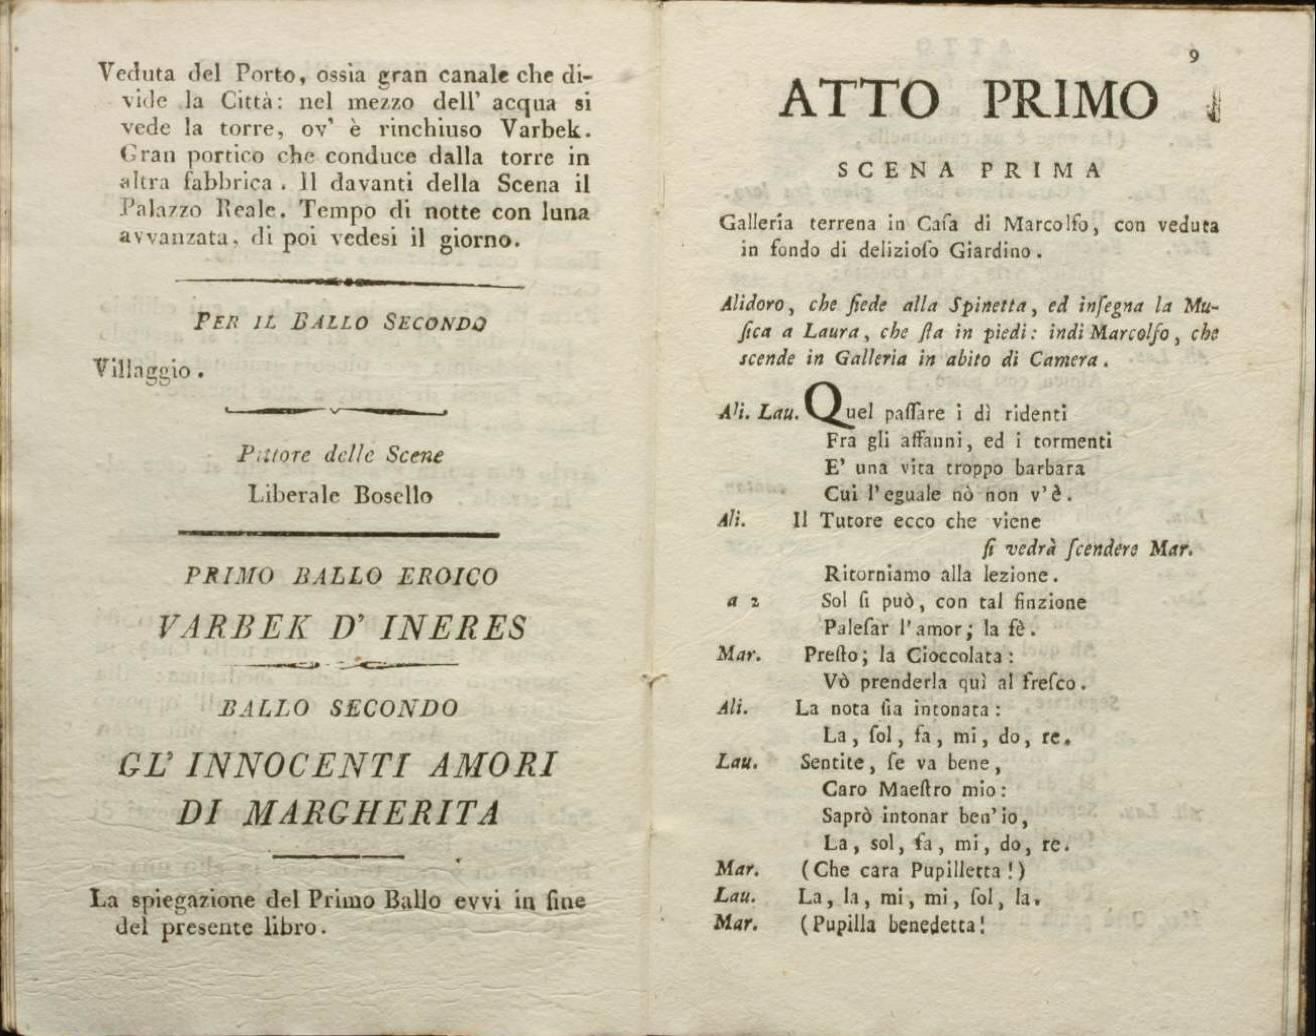 Veduta del Porto, ossia gran canale che di-
vide la Città: nel mezzo dell' acqua si
vede la torre, ov' è rinchiuso Varbek.
Gran portico che conduce dalla torre in
altra fabbrica. Il davanti della Scena il
Palazzo Reale. Tempo di notte con luna
avvanzata, di poi vedesi il giorno.
PER IL BALLO SECONDO
Villaggio.
Pittore delle Scene
Liberale Bosello
PRIMO BALLO EROICO
VARBEK D' INERES
BALLO SECONDO
GL' INNOCENTI AMORI
DI MARGHERITA
La spiegazione del Primo Ballo evvi in fine
del presente libro.
9
ATTO PRIMO
SCENA PRIMA
Galleria terrena in Caſa di Marcolfo, con veduta
in fondo di delizioſo Giardino.
Alidoro, che ſiede alla Spinetta, ed inſegna la Mu-
ſica a Laura, che ſta in piedi: indi Marcolfo, che
scende in Galleria in abito di Camera.
Ali. Lau. Quel paſſare i dì ridenti
Fra gli affanni, ed i tormenti
E' una vita troppo barbara
Cui l'eguale nò non v'è.
Ali. Il Tutore ecco che viene
ſi vedrà ſcendere Mar.
Ritorniamo alla lezione.
a 2 Sol ſi può, con tal finzione
Paleſar l'amor; la fè.
Mar. Preſto; la Cioccolata:
Vò prenderla quì al freſco.
Ali. La nota ſia intonata:
La, ſol, fa, mi, do, re.
Lau. Sentite, ſe va bene,
Caro Maeſtro mio:
Saprò intonar ben'io,
La, sol, fa, mi, do, re.
Mar. (Che cara Pupilletta!)
Lau. La, la, mi, mi, ſol, la.
Mar. (Pupilla benedetta!